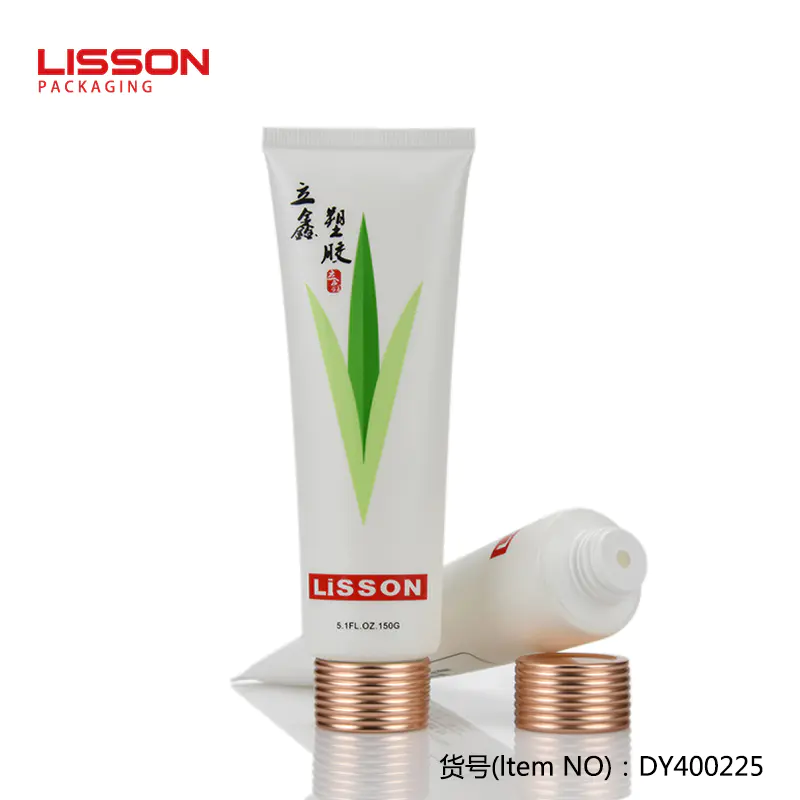 LISSON
PACKAGING
立鑫
塑胶
LiSSON
5.1FL.OZ.150G
货号(Item NO)：DY400225